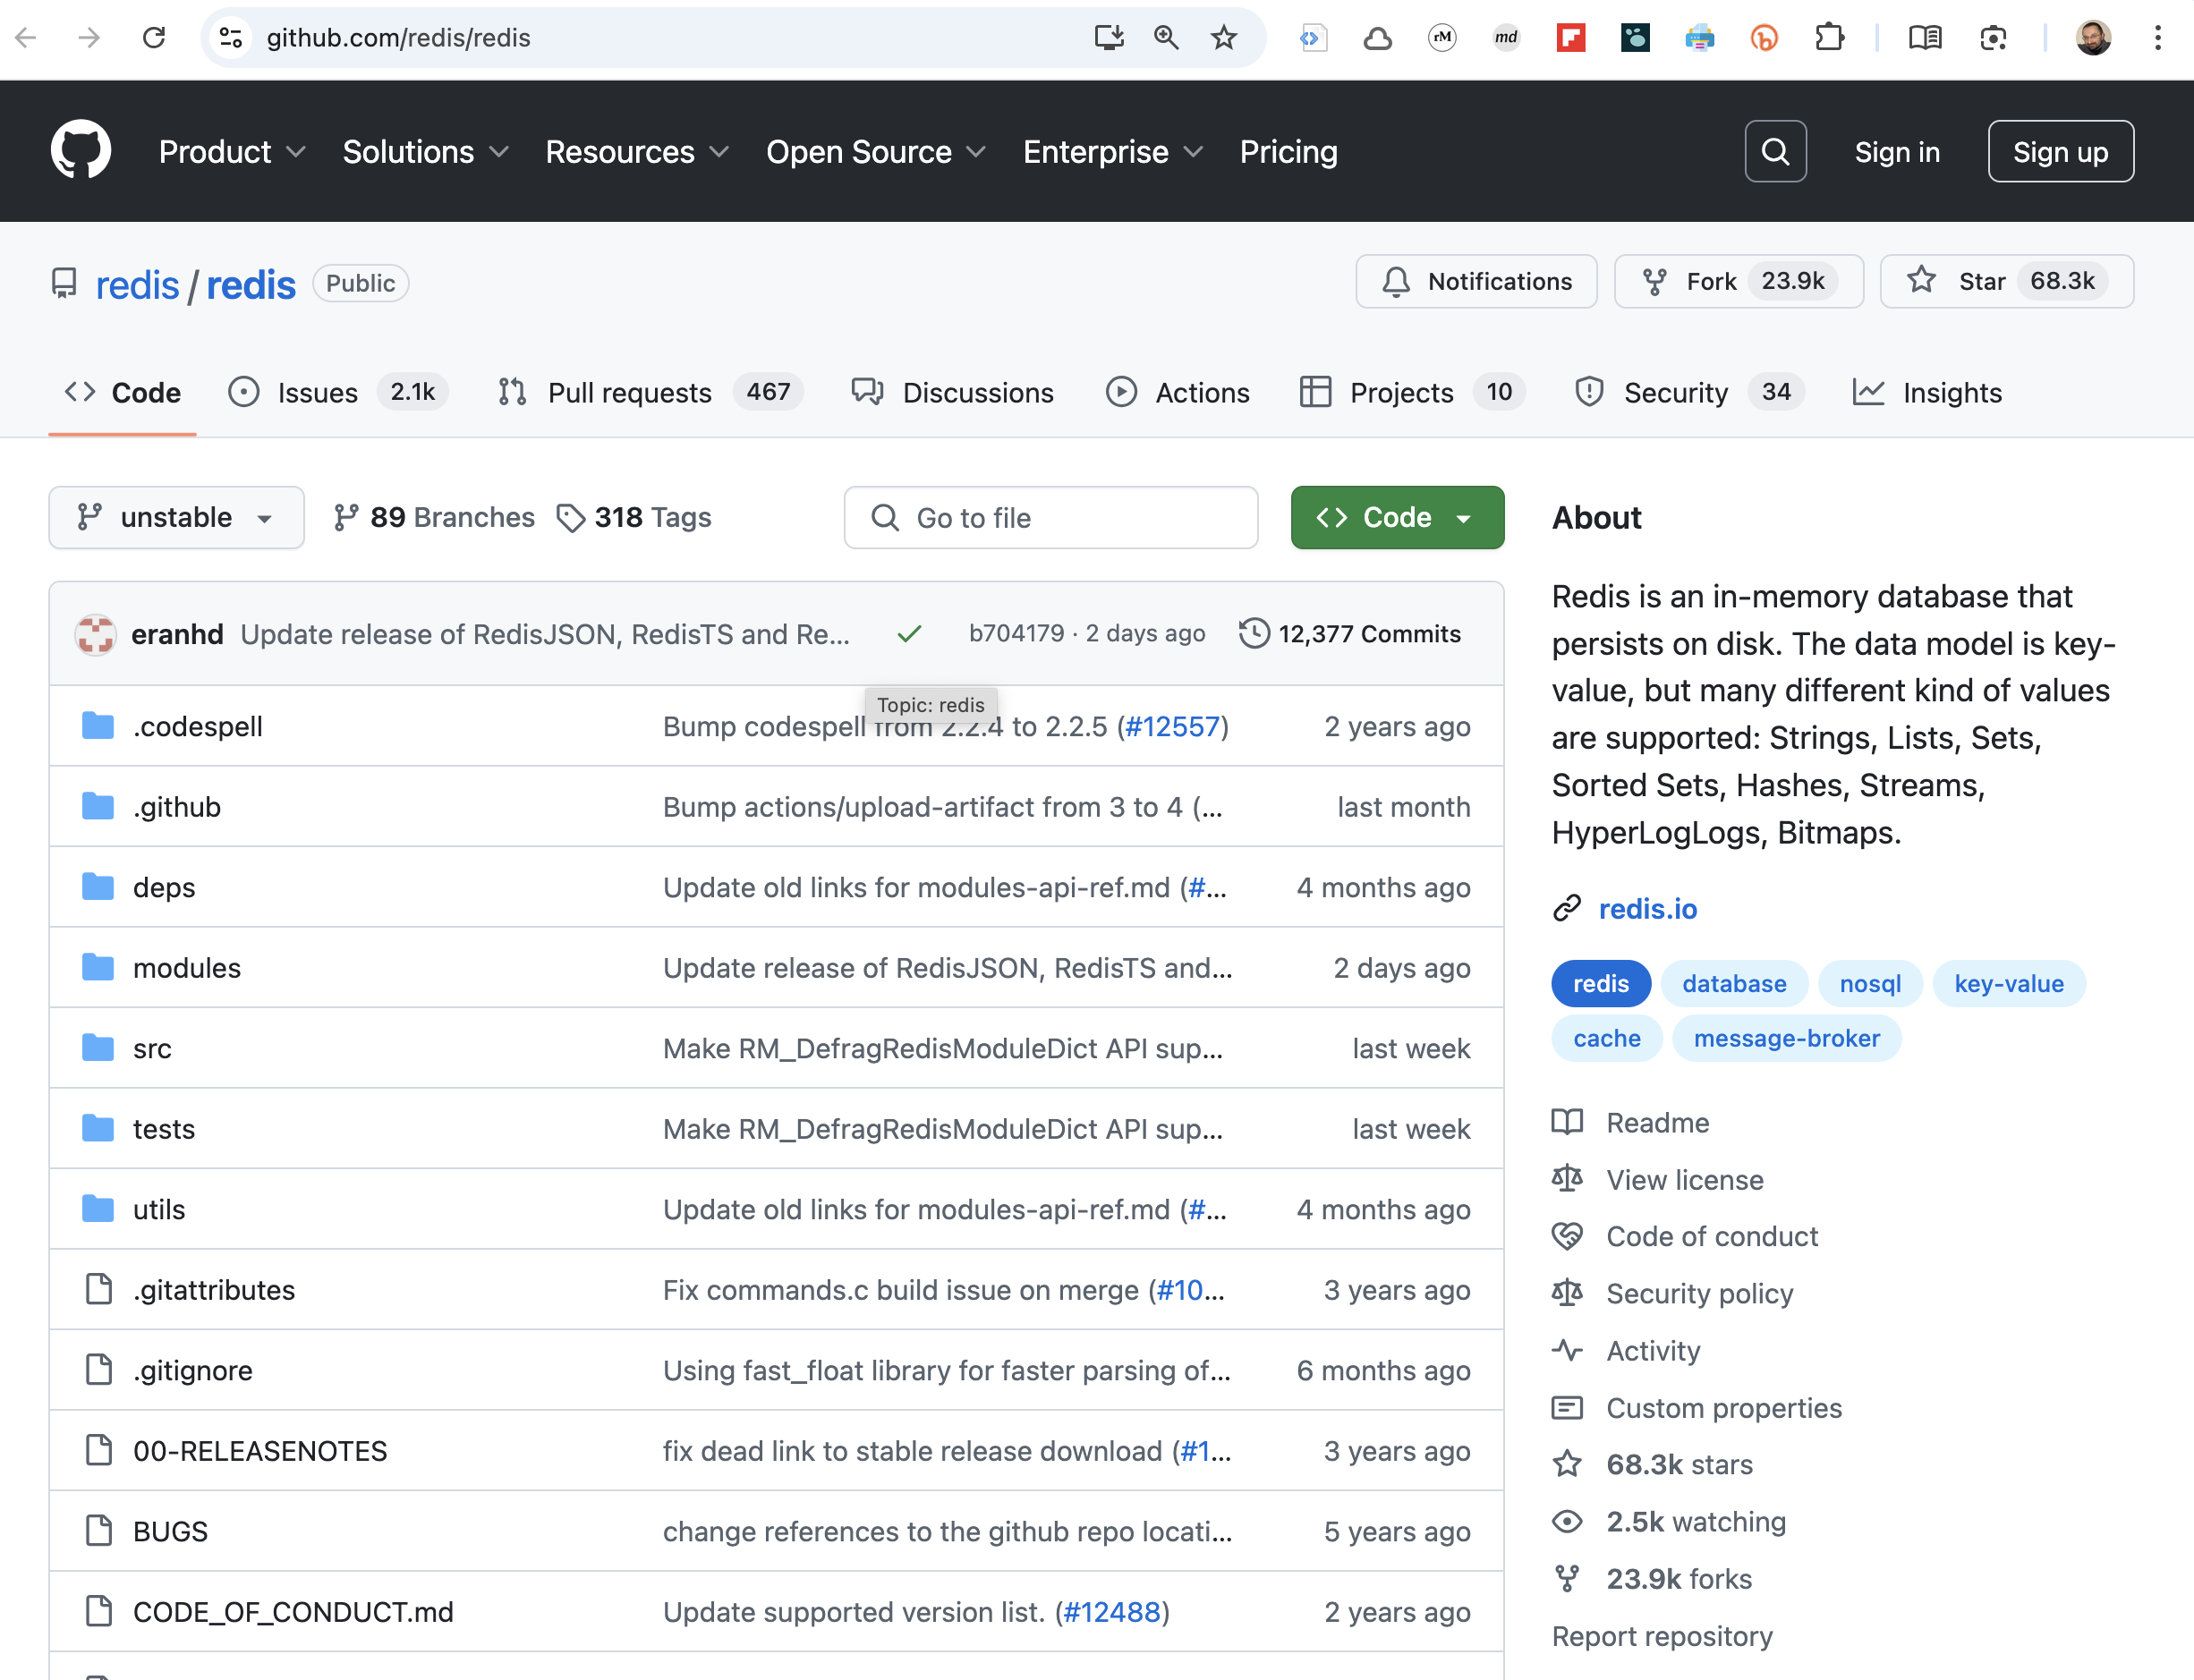 github.com/redis/redis
rM
md
Product
Solutions
Resources
Open Source
Enterprise
Pricing
Sign in
Sign up
redis / redis
Public
Notifications
Fork 23.9k
Star 68.3k
Code
Issues 2.1k
Pull requests 467
Discussions
Actions
Projects 10
Security 34
Insights
unstable
89 Branches
318 Tags
Go to file
Code
eranhd Update release of RedisJSON, RedisTS and Re...
b704179 · 2 days ago
12,377 Commits
Topic: redis
.codespell Bump codespell from 2.2.4 to 2.2.5 (#12557) 2 years ago
.github Bump actions/upload-artifact from 3 to 4 (... last month
deps Update old links for modules-api-ref.md (#... 4 months ago
modules Update release of RedisJSON, RedisTS and... 2 days ago
src Make RM_DefragRedisModuleDict API sup... last week
tests Make RM_DefragRedisModuleDict API sup... last week
utils Update old links for modules-api-ref.md (#... 4 months ago
.gitattributes Fix commands.c build issue on merge (#10... 3 years ago
.gitignore Using fast_float library for faster parsing of... 6 months ago
00-RELEASENOTES fix dead link to stable release download (#1... 3 years ago
BUGS change references to the github repo locati... 5 years ago
CODE_OF_CONDUCT.md Update supported version list. (#12488) 2 years ago
About
Redis is an in-memory database that
persists on disk. The data model is key-
value, but many different kind of values
are supported: Strings, Lists, Sets,
Sorted Sets, Hashes, Streams,
HyperLogLogs, Bitmaps.
redis.io
redis database nosql key-value
cache message-broker
Readme
View license
Code of conduct
Security policy
Activity
Custom properties
68.3k stars
2.5k watching
23.9k forks
Report repository